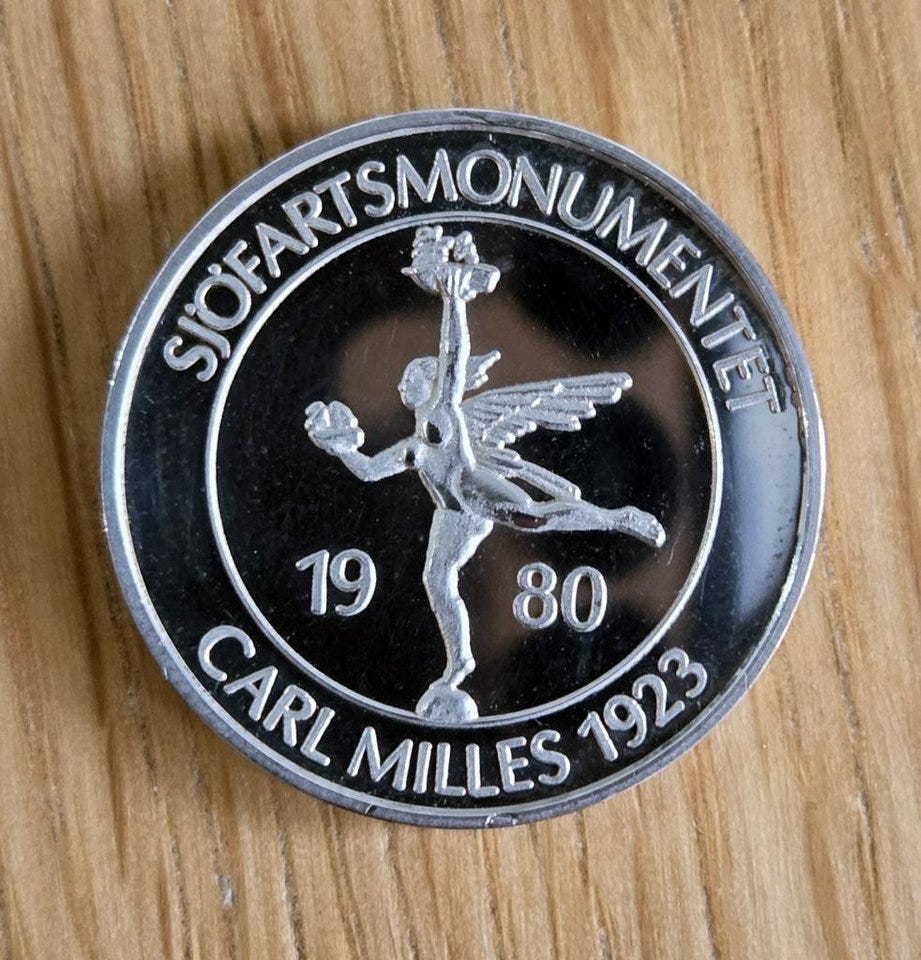 SJÖFARTSMONUMENTET
19 80
CARL MILLES 1923